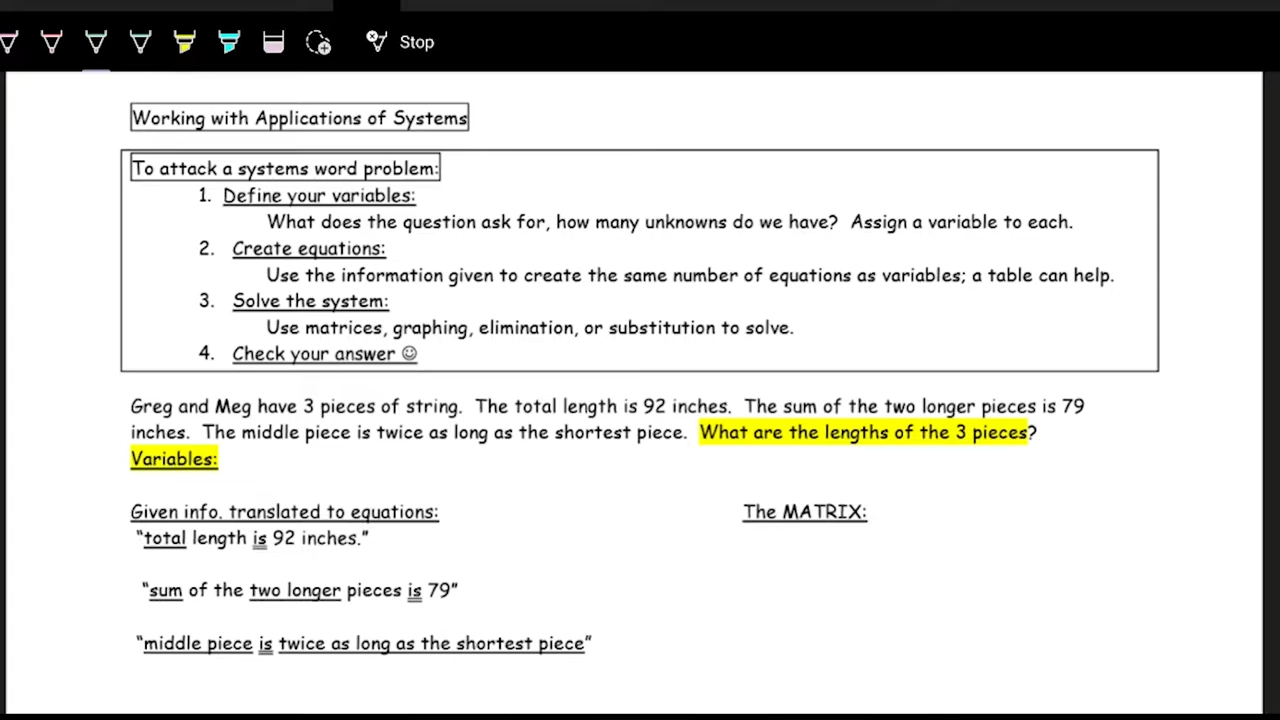 Stop
Working with Applications of Systems
To attack a systems word problem:
1. Define your variables:
What does the question ask for, how many unknowns do we have? Assign a variable to each.
2. Create equations:
Use the information given to create the same number of equations as variables; a table can help.
3. Solve the system:
Use matrices, graphing, elimination, or substitution to solve.
4. Check your answer ☺
Greg and Meg have 3 pieces of string. The total length is 92 inches. The sum of the two longer pieces is 79
inches. The middle piece is twice as long as the shortest piece. What are the lengths of the 3 pieces?
Variables:
Given info. translated to equations:
The MATRIX:
“total length is 92 inches.”
“sum of the two longer pieces is 79”
“middle piece is twice as long as the shortest piece”